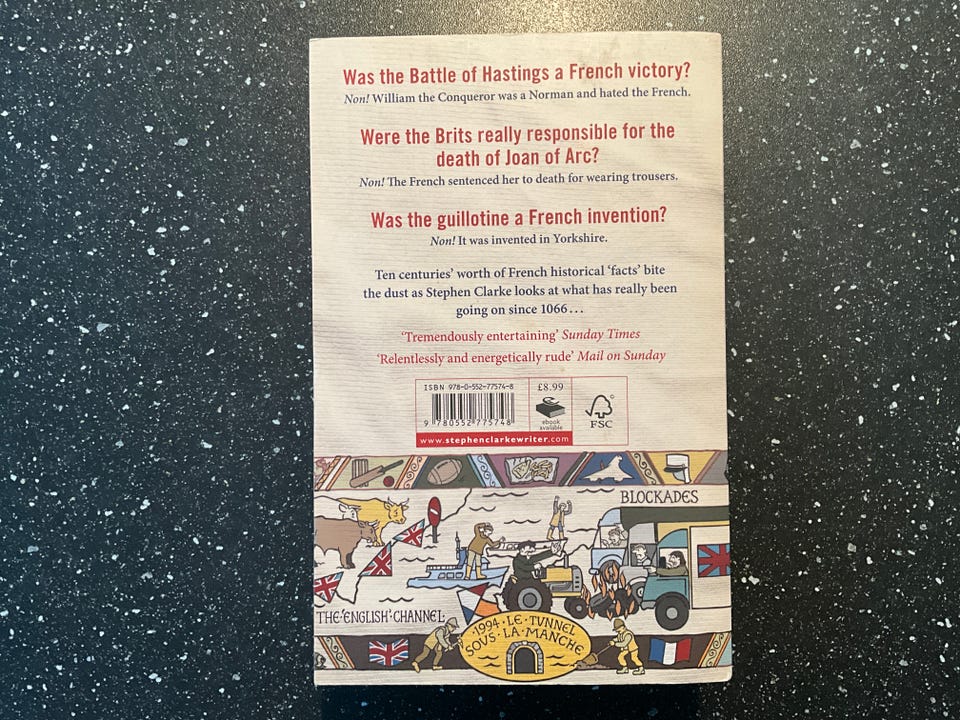 Was the Battle of Hastings a French victory?
Non! William the Conqueror was a Norman and hated the French.
Were the Brits really responsible for the
death of Joan of Arc?
Non! The French sentenced her to death for wearing trousers.
Was the guillotine a French invention?
Non! It was invented in Yorkshire.
Ten centuries’ worth of French historical ‘facts’ bite
the dust as Stephen Clarke looks at what has really been
going on since 1066...
‘Tremendously entertaining’ Sunday Times
‘Relentlessly and energetically rude’ Mail on Sunday
ISBN 978-0-552-77574-8
9 780552 775748
£8.99
ebook
available
FSC
www.stephenclarkewriter.com
BLOCKADES
THE·‘ENGLISH’·CHANNEL
·1994·LE·TUNNEL
SOUS·LA·MANCHE